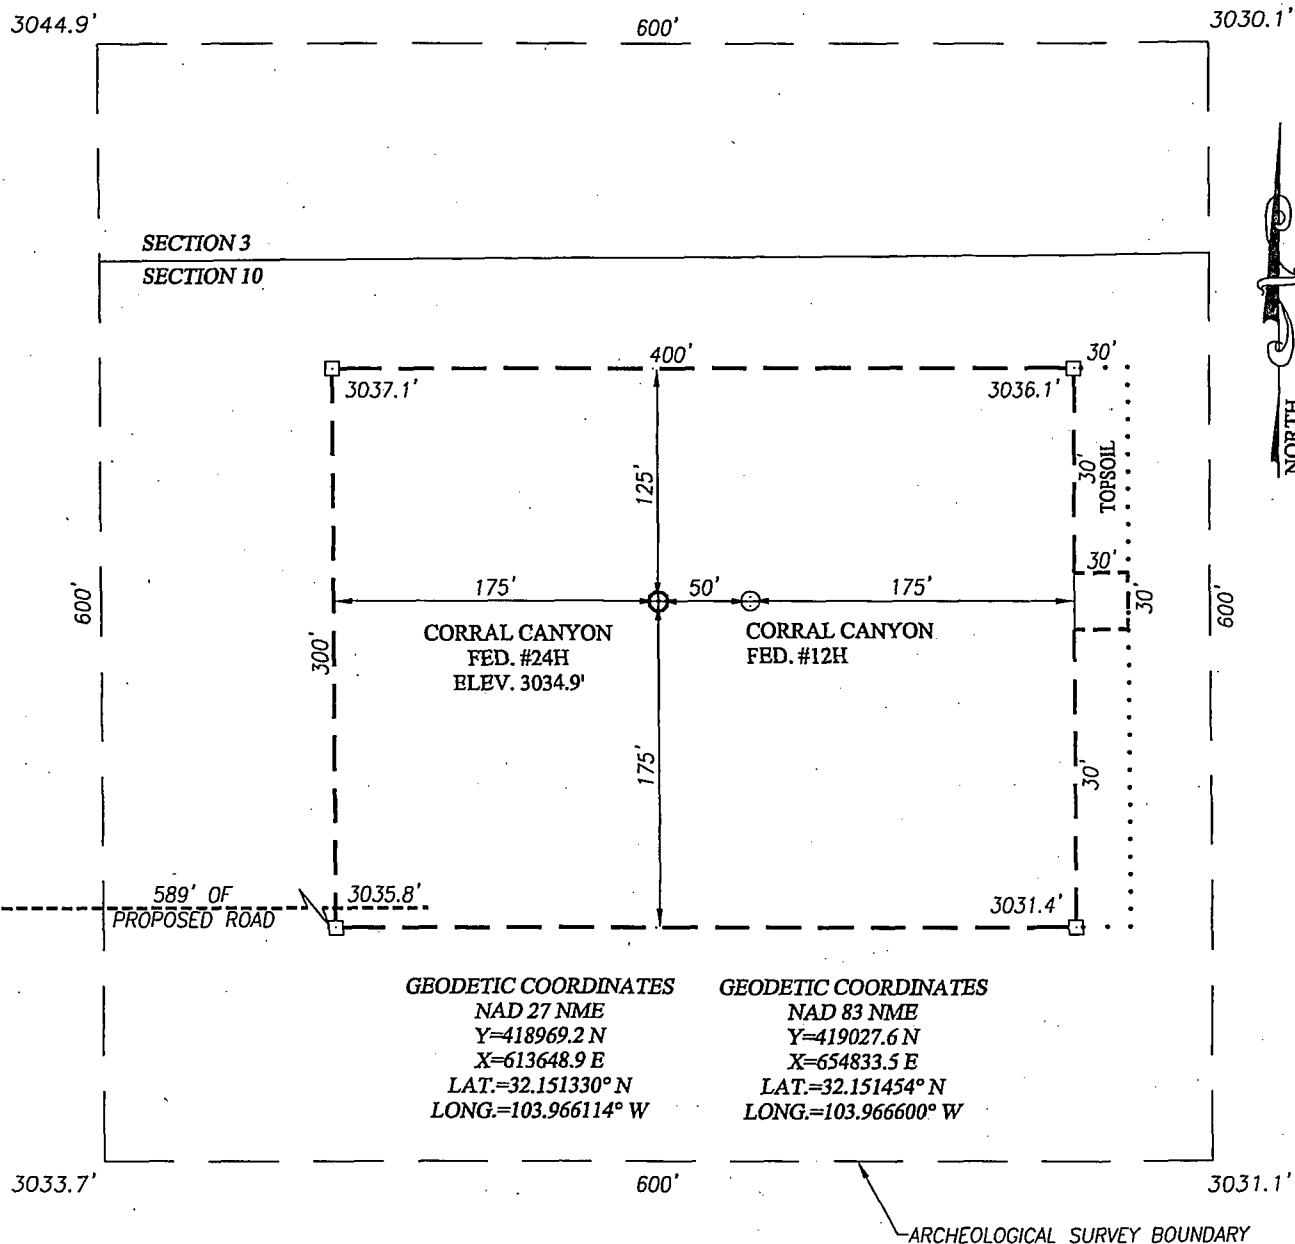 3044.9'
600'
3030.1'
SECTION 3
SECTION 10
NORTH
400'
30'
3037.1'
3036.1'
125'
30'
TOPSOIL
30'
175'
50'
175'
30'
600'
300'
600'
CORRAL CANYON
FED. #24H
ELEV. 3034.9'
CORRAL CANYON
FED. #12H
175'
30'
589' OF
PROPOSED ROAD
3035.8'
3031.4'
GEODETIC COORDINATES
NAD 27 NME
Y=418969.2 N
X=613648.9 E
LAT.=32.151330° N
LONG.=103.966114° W
GEODETIC COORDINATES
NAD 83 NME
Y=419027.6 N
X=654833.5 E
LAT.=32.151454° N
LONG.=103.966600° W
3033.7'
600'
3031.1'
ARCHEOLOGICAL SURVEY BOUNDARY